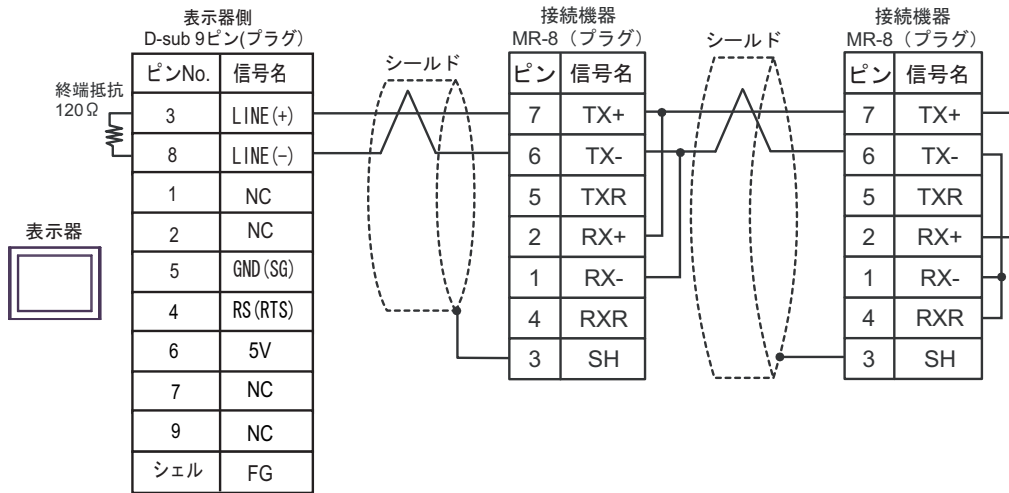 表示器側
D-sub 9ピン(プラグ)
ピンNo. 信号名
3 LINE(+)
8 LINE(-)
1 NC
2 NC
5 GND(SG)
4 RS(RTS)
6 5V
7 NC
9 NC
シェル FG
終端抵抗
120Ω
表示器
シールド
接続機器
MR-8（プラグ）
ピン 信号名
7 TX+
6 TX-
5 TXR
2 RX+
1 RX-
4 RXR
3 SH
シールド
接続機器
MR-8（プラグ）
ピン 信号名
7 TX+
6 TX-
5 TXR
2 RX+
1 RX-
4 RXR
3 SH